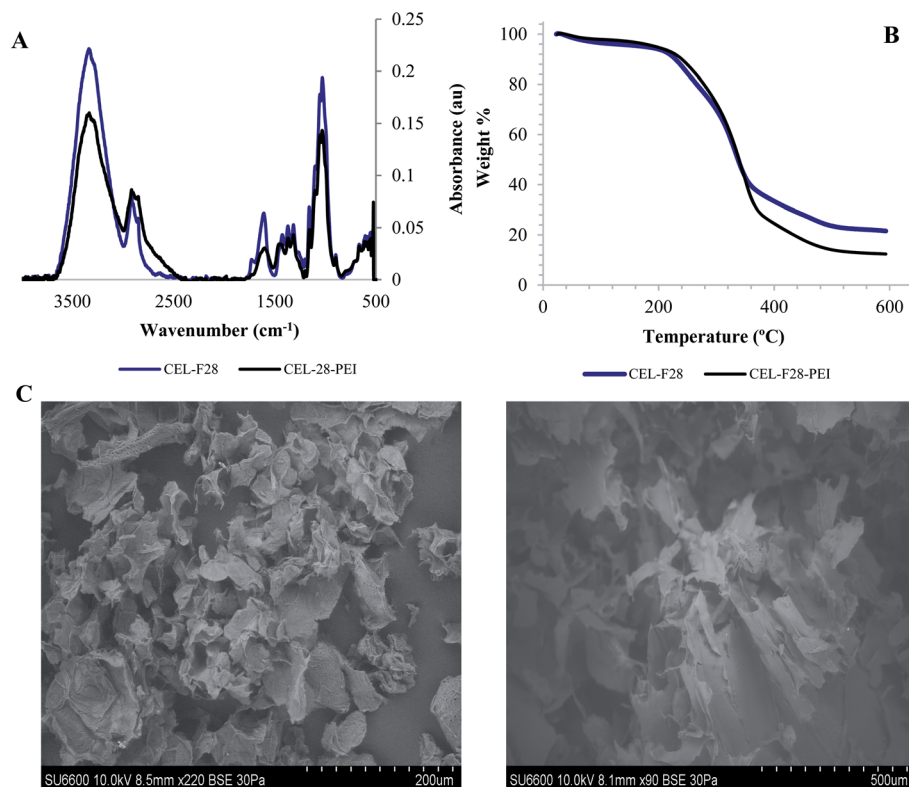 A
0.25
0.2
0.15
0.1
0.05
0
Absorbance (au)
3500
2500
1500
500
Wavenumber (cm⁻¹)
CEL-F28
CEL-28-PEI
B
100
80
60
40
20
0
Weight %
0
200
400
600
Temperature (ºC)
CEL-F28
CEL-F28-PEI
C
SU6600 10.0kV 8.5mm x220 BSE 30Pa
200um
SU6600 10.0kV 8.1mm x90 BSE 30Pa
500um